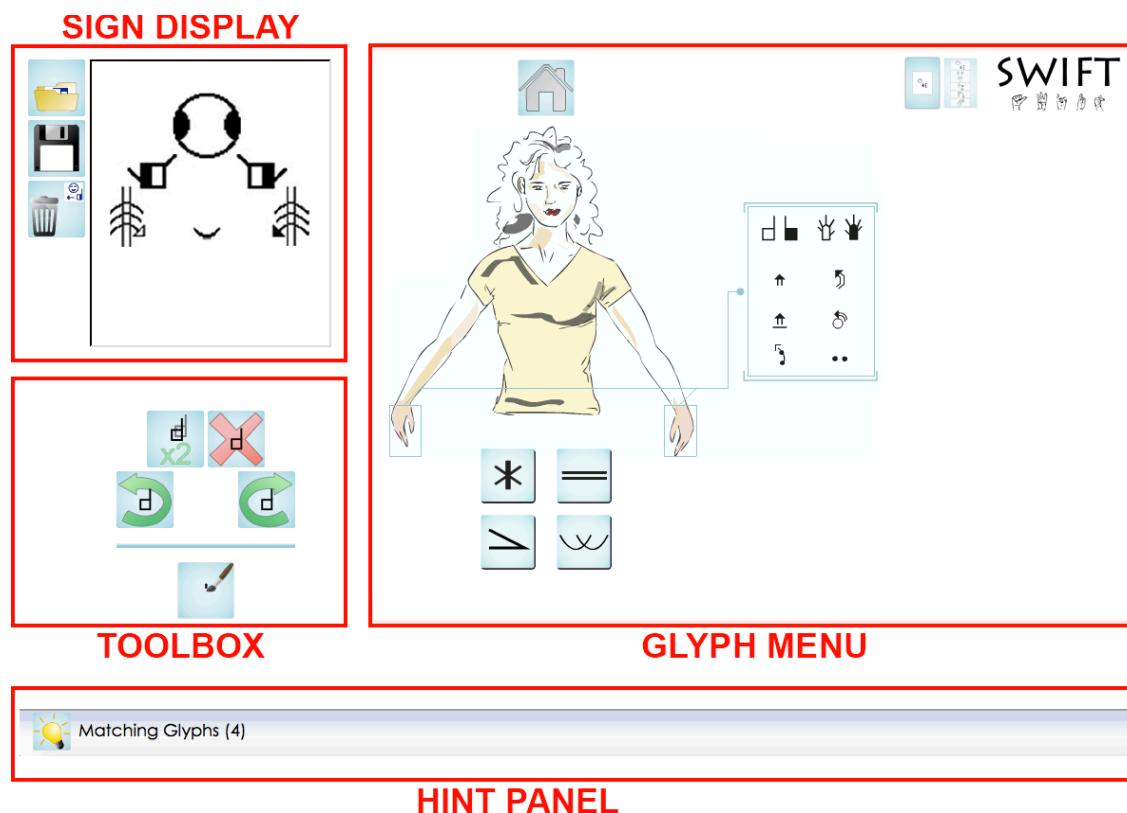 SIGN DISPLAY
SWIFT
x2
TOOLBOX
GLYPH MENU
Matching Glyphs (4)
HINT PANEL